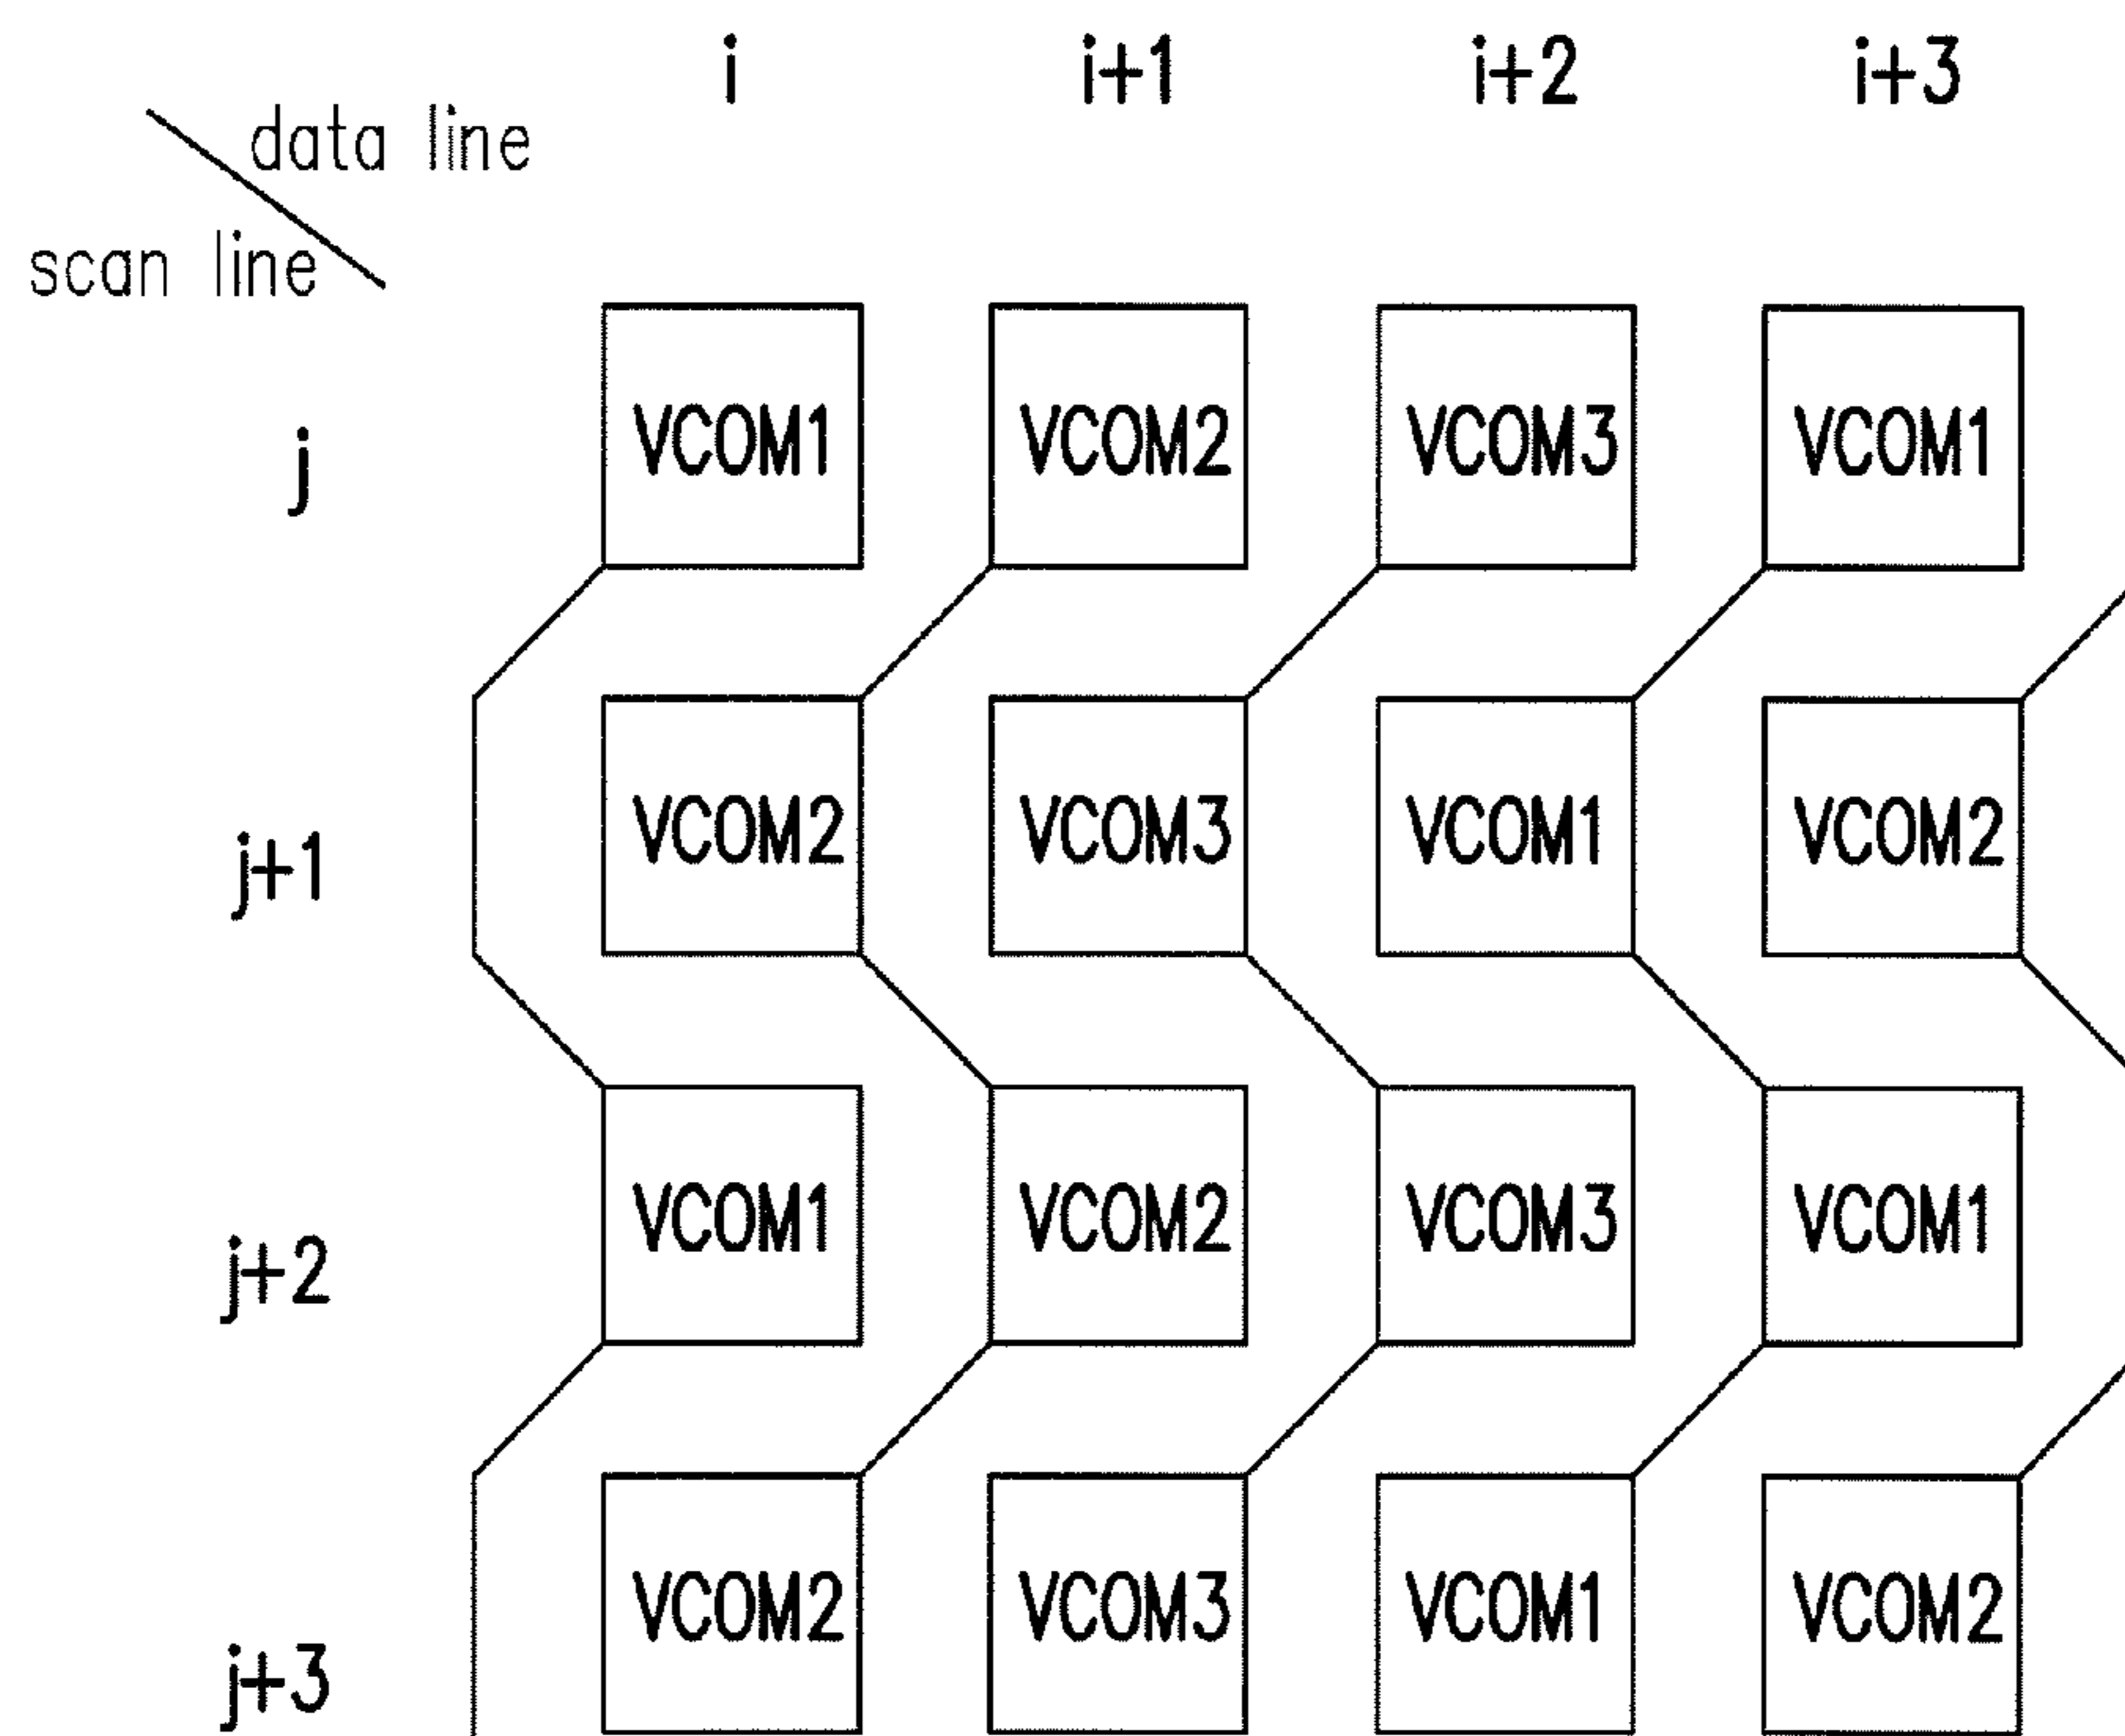 i i+1 i+2 i+3
data line
scan line
j VCOM1 VCOM2 VCOM3 VCOM1
j+1 VCOM2 VCOM3 VCOM1 VCOM2
j+2 VCOM1 VCOM2 VCOM3 VCOM1
j+3 VCOM2 VCOM3 VCOM1 VCOM2